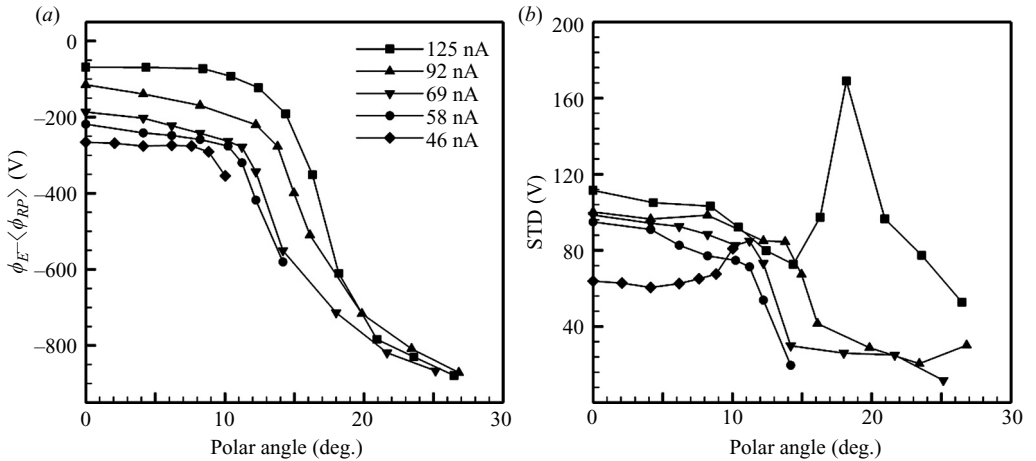 (a)
0
−200
−400
−600
−800
ϕE–⟨ϕRP⟩ (V)
125 nA
92 nA
69 nA
58 nA
46 nA
0
10
20
30
Polar angle (deg.)
(b)
200
160
120
80
40
STD (V)
0
10
20
30
Polar angle (deg.)